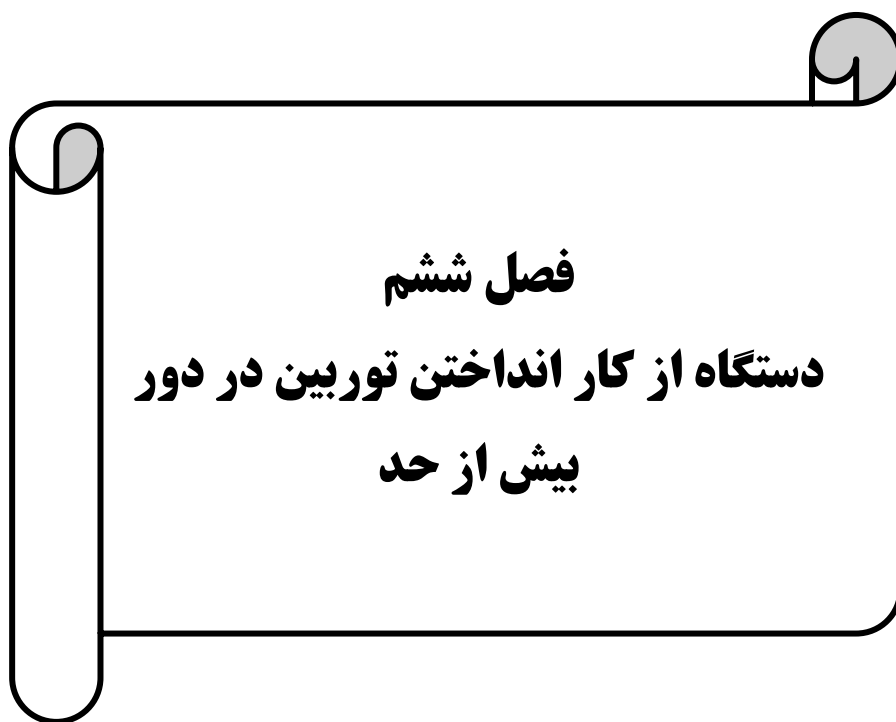 فصل ششم
دستگاه از کار انداختن توربین در دور
بیش از حد